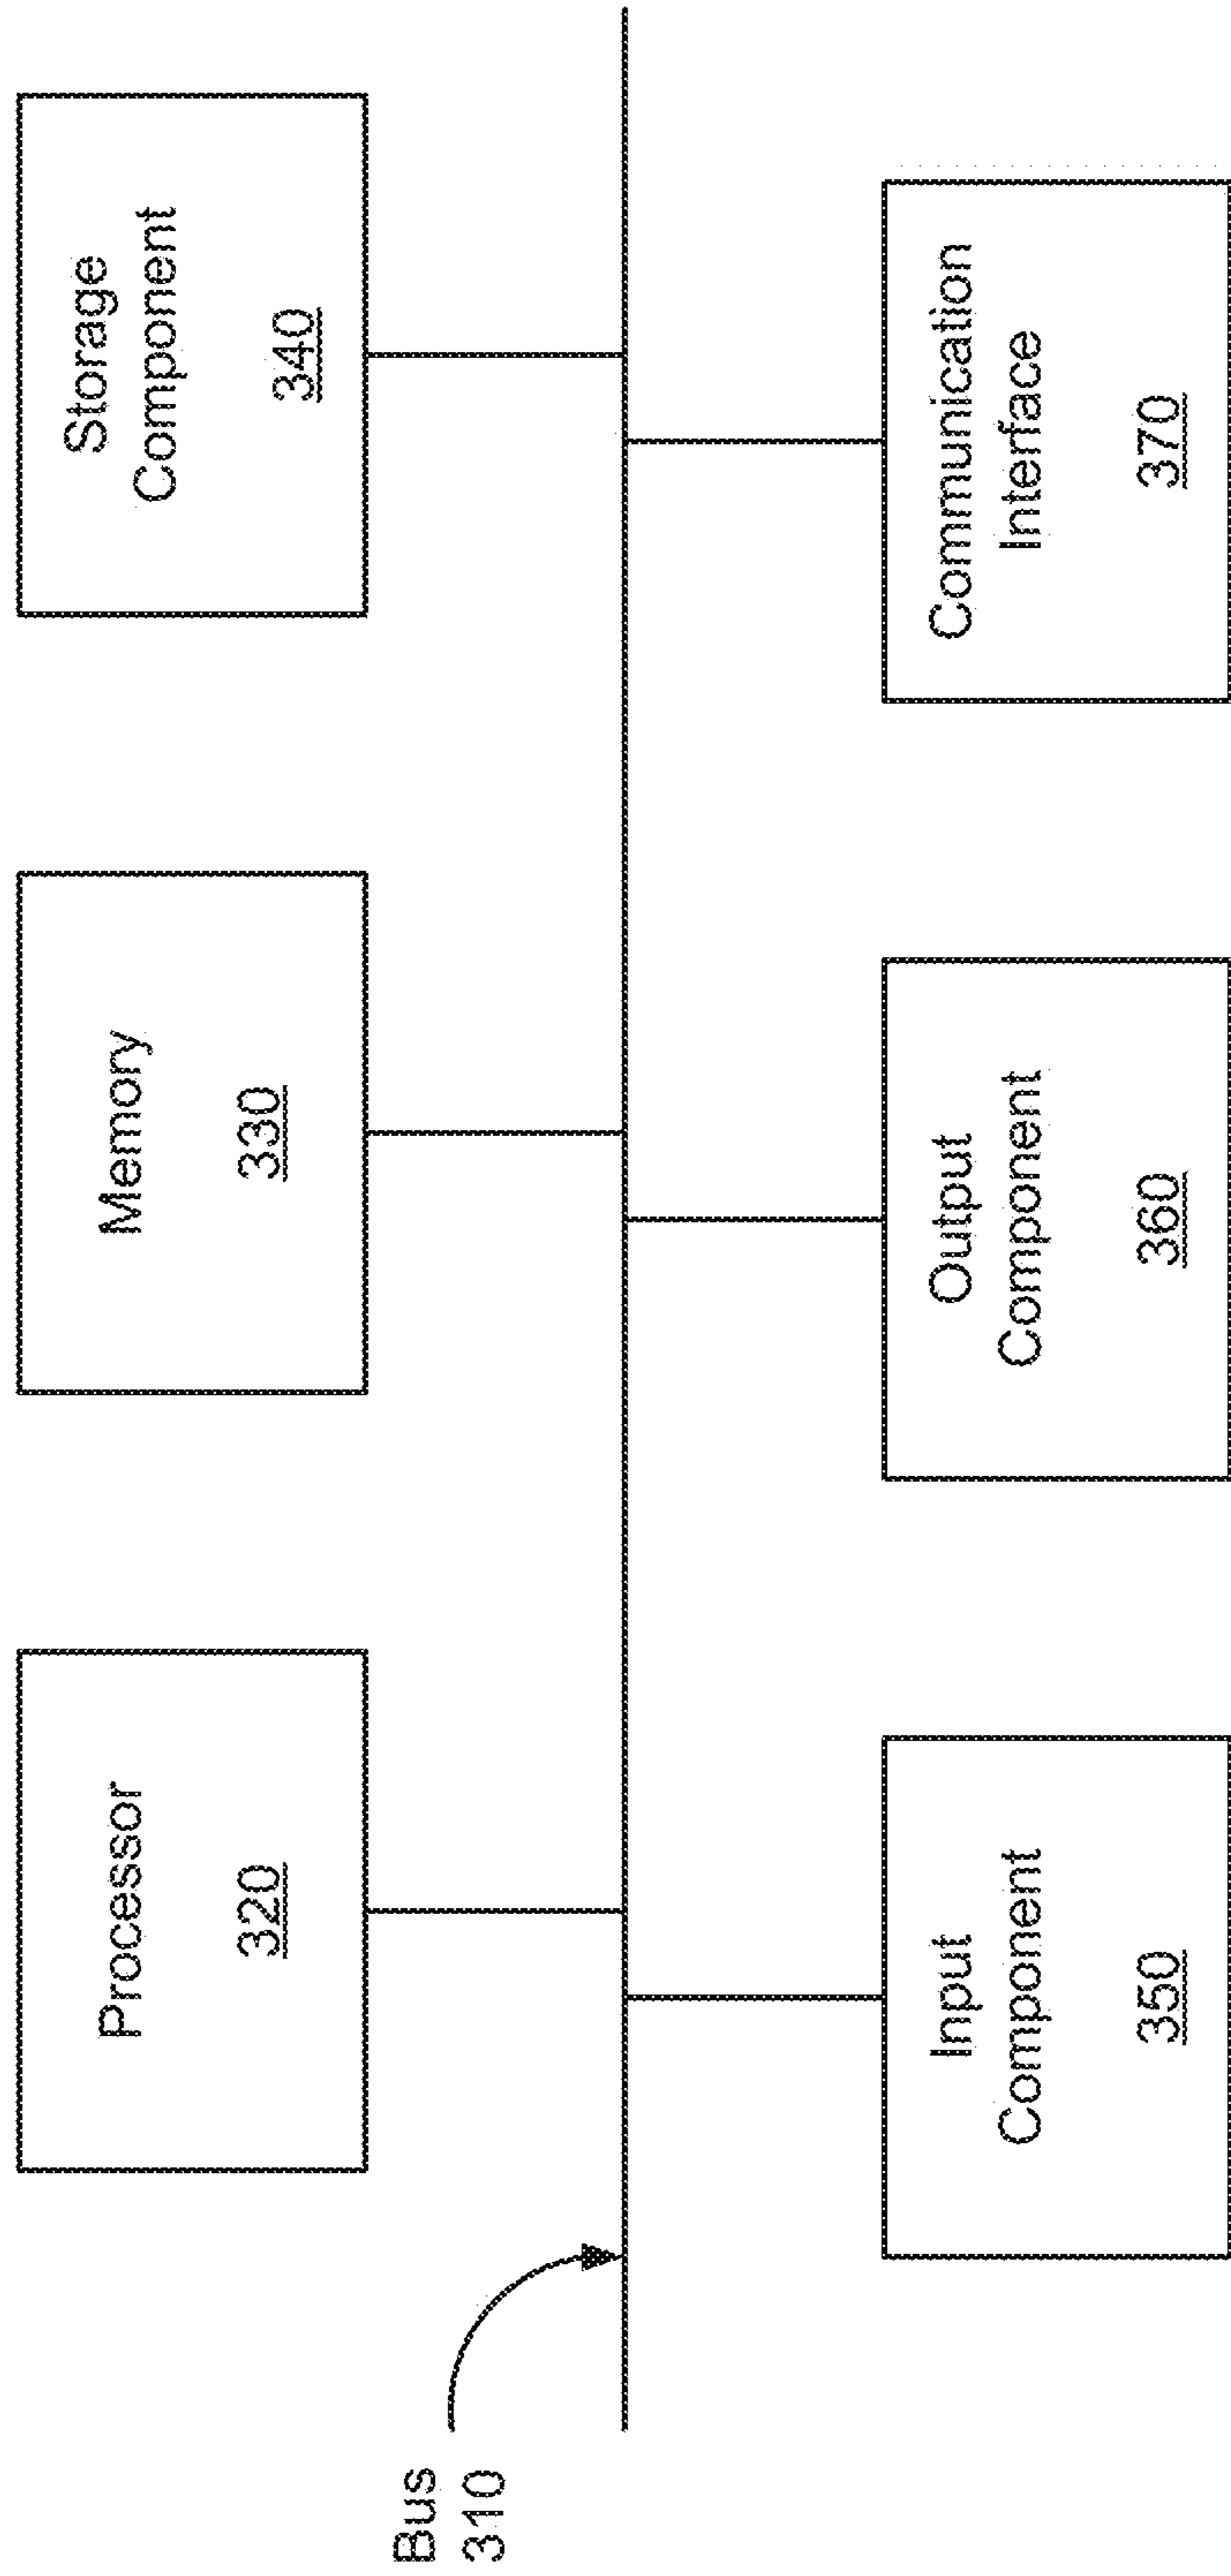 Processor
320
Memory
330
Storage
Component
340
Bus
310
Input
Component
350
Output
Component
360
Communication
Interface
370